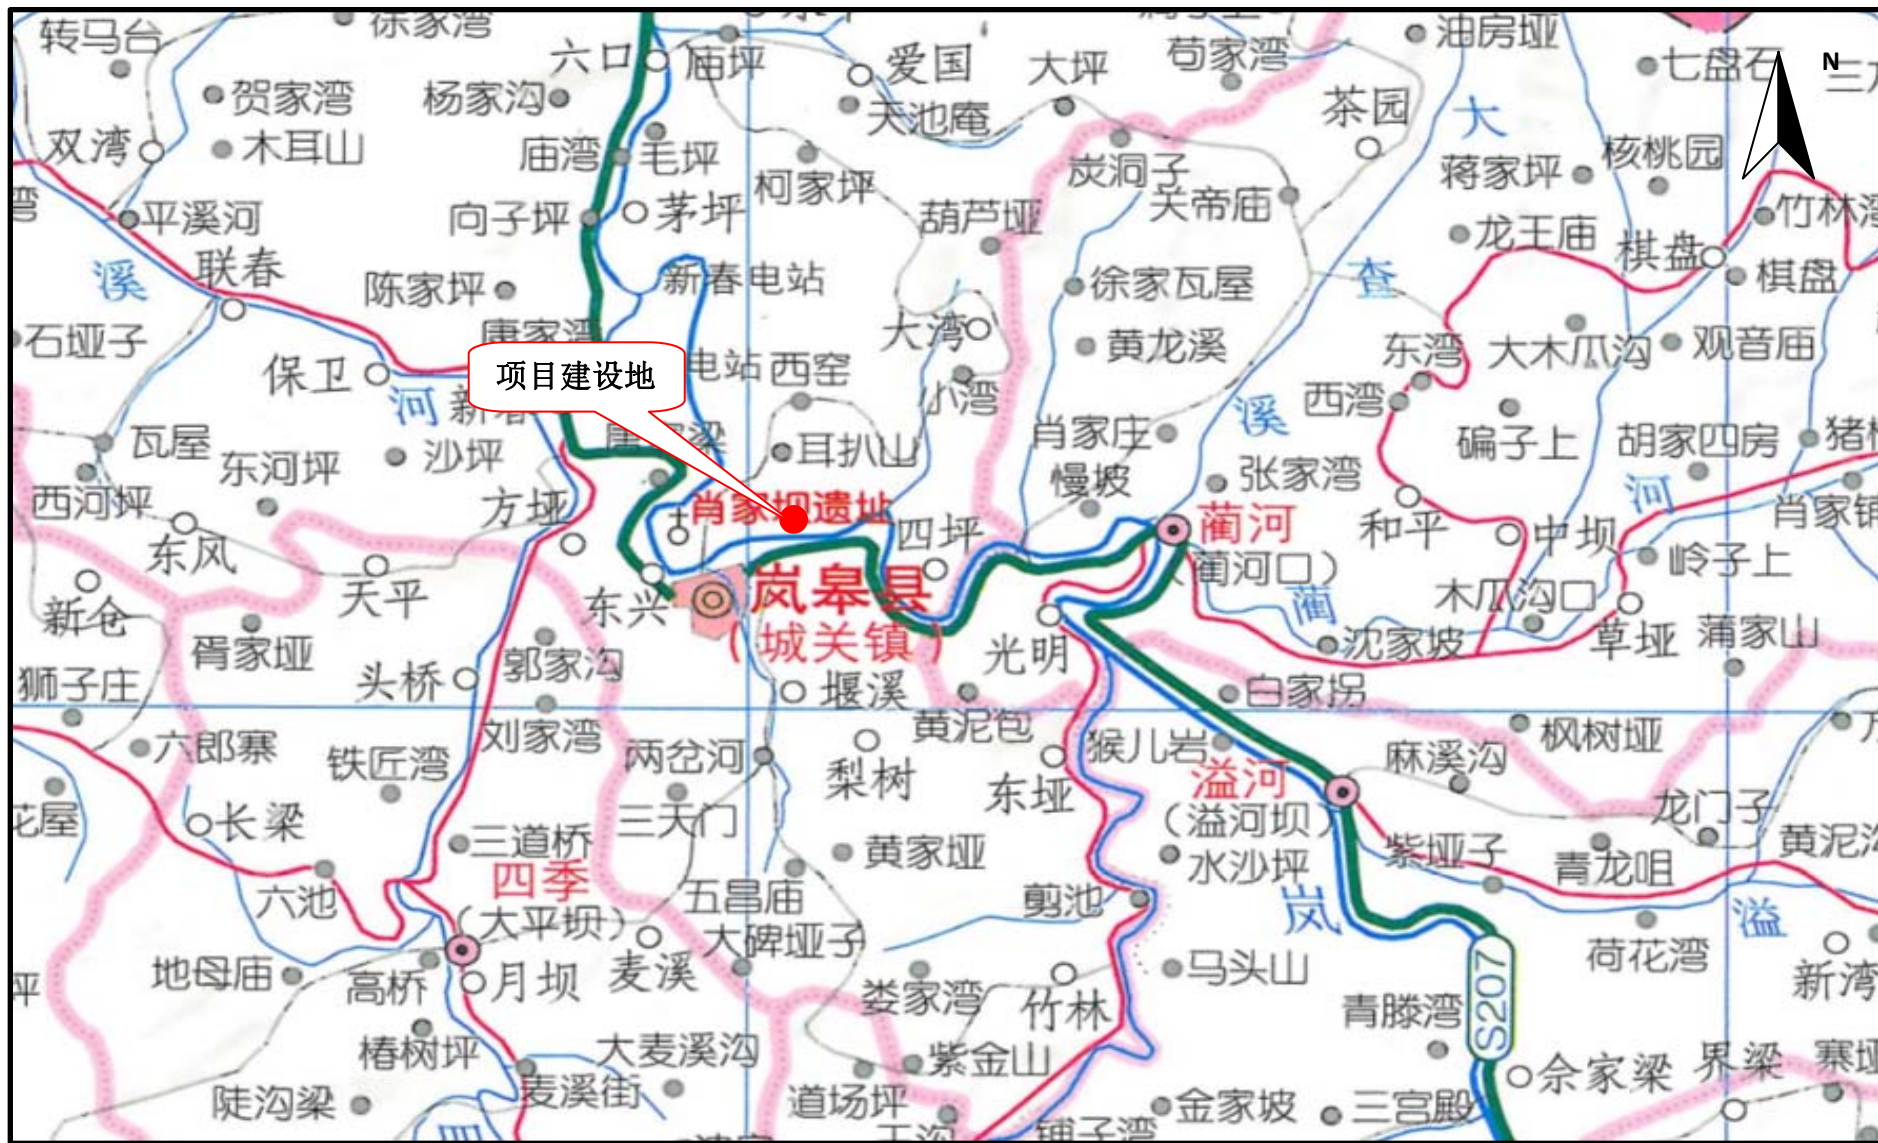 徐家湾
转马台
六口
庙坪
爱国
大坪
苟家湾
油房垭
七盘石
N
贺家湾
杨家沟
天池庵
茶园
大
双湾
木耳山
庙湾
毛坪
柯家坪
炭洞子
蒋家坪
核桃园
平溪河
向子坪
茅坪
葫芦垭
关帝庙
龙王庙
棋盘
竹林湾
溪
联春
陈家坪
新春电站
徐家瓦屋
查
棋盘
石垭子
唐家湾
大湾
黄龙溪
东湾
大木瓜沟
观音庙
保卫
项目建设地
电站
西窑
小湾
河
西湾
溪
瓦屋
东河坪
沙坪
耳扒山
肖家庄
碥子上
胡家四房
西河坪
方垭
肖家坝遗址
慢坡
张家湾
河
东风
四坪
蔺河
(蔺河口)
和平
中坝
肖家铺
岭子上
新仓
天平
东兴
岚皋县
(城关镇)
蔺
木瓜沟口
胥家垭
郭家沟
光明
沈家坡
草垭
蒲家山
狮子庄
头桥
堰溪
白家拐
六郎寨
铁匠湾
刘家湾
两岔河
梨树
黄泥包
东垭
猴儿岩
溢河
(溢河坝)
麻溪沟
枫树垭
花屋
长梁
三道桥
三天门
黄家垭
水沙坪
紫垭子
龙门子
青龙咀
六池
四季
(大平坝)
五昌庙
剪池
岚
溢
地母庙
高桥
月坝
麦溪
大碑垭子
娄家湾
竹林
马头山
荷花湾
新湾
青滕湾
S207
椿树坪
大麦溪沟
紫金山
陡沟梁
麦溪街
道场坪
金家坡
三宫殿
佘家梁
界梁
铺子湾